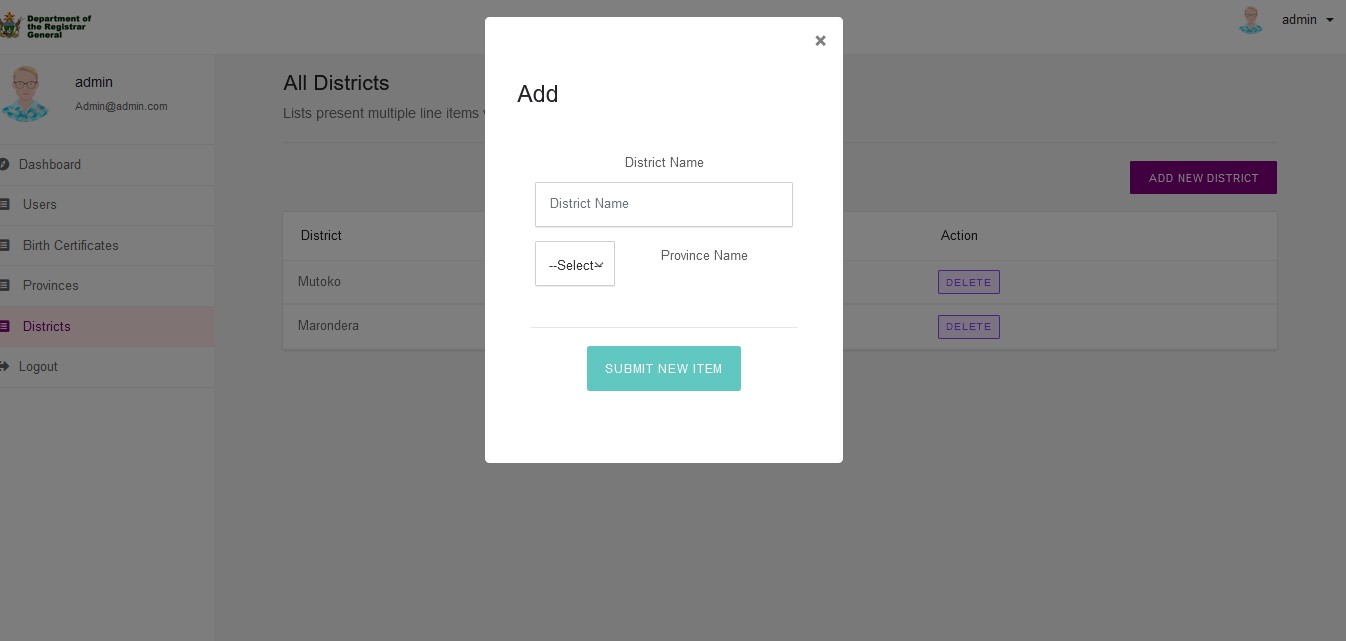 Department of
the Registrar
General
admin
admin
Admin@admin.com
Dashboard
Users
Birth Certificates
Provinces
Districts
Logout
All Districts
Lists present multiple line items
ADD NEW DISTRICT
District
Action
Mutoko
DELETE
Marondera
DELETE
×
Add
District Name
District Name
--Select
Province Name
SUBMIT NEW ITEM